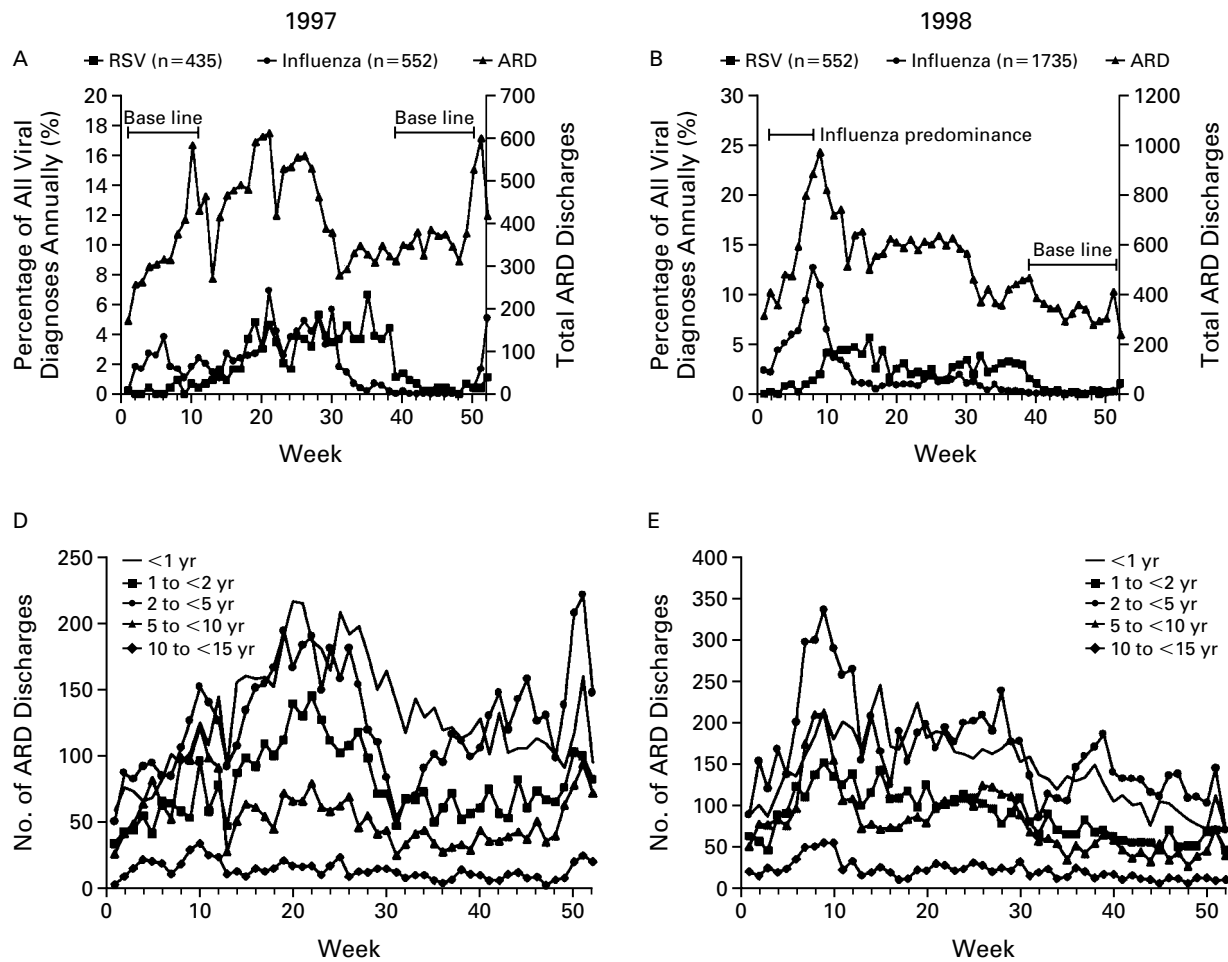 1997
1998
A
RSV (n=435) Influenza (n=552) ARD
Percentage of All Viral
Diagnoses Annually (%)
20
18
16
14
12
10
8
6
4
2
0
Base line
Base line
700
600
500
400
300
200
100
0
Total ARD Discharges
0 10 20 30 40 50
Week
B
RSV (n=552) Influenza (n=1735) ARD
Percentage of All Viral
Diagnoses Annually (%)
30
25
20
15
10
5
0
Influenza predominance
Base line
1200
1000
800
600
400
200
0
Total ARD Discharges
0 10 20 30 40 50
Week
D
No. of ARD Discharges
250
200
150
100
50
0
<1 yr
1 to <2 yr
2 to <5 yr
5 to <10 yr
10 to <15 yr
0 10 20 30 40 50
Week
E
No. of ARD Discharges
400
350
300
250
200
150
100
50
0
<1 yr
1 to <2 yr
2 to <5 yr
5 to <10 yr
10 to <15 yr
0 10 20 30 40 50
Week